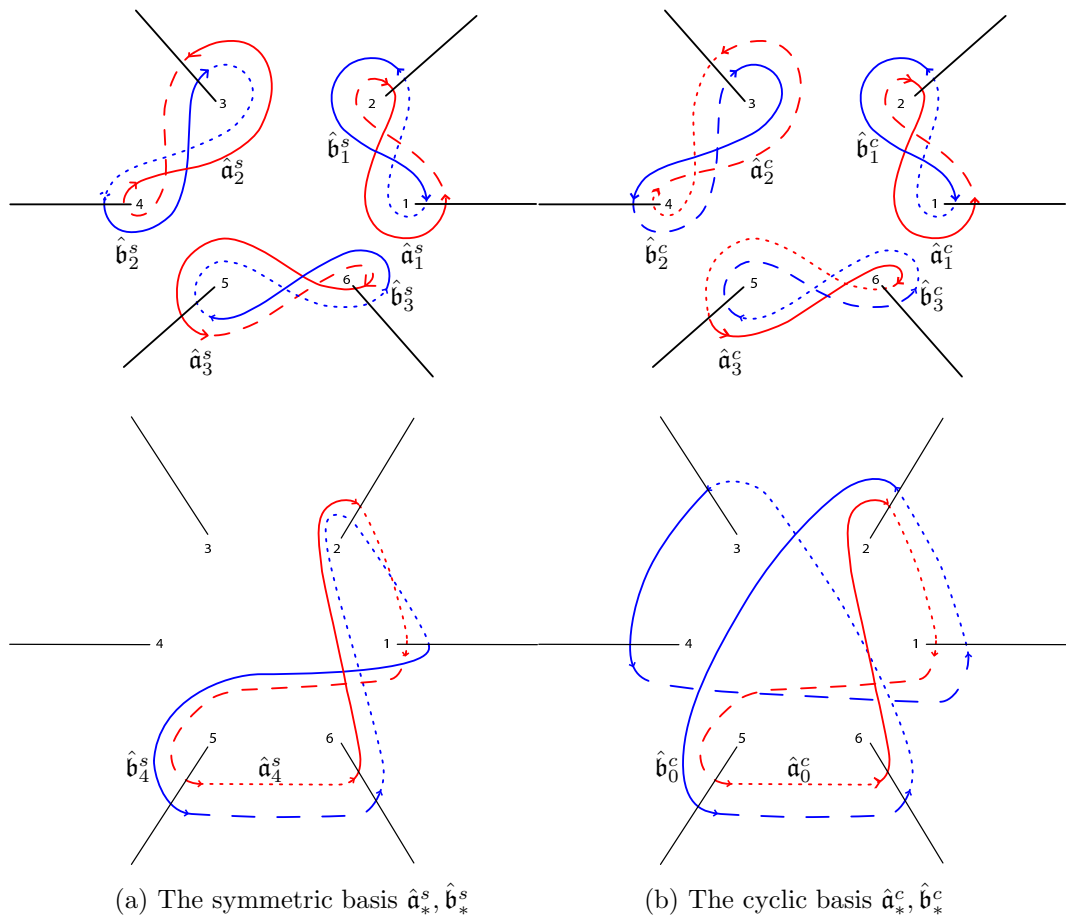 3 2 3 2
𝔟̂₁ˢ 𝔟̂₁ᶜ
𝔞̂₂ˢ 𝔞̂₂ᶜ
4 1 4 1
𝔟̂₂ˢ 𝔞̂₁ˢ 𝔟̂₂ᶜ 𝔞̂₁ᶜ
5 6 5 6
𝔟̂₃ˢ 𝔟̂₃ᶜ
𝔞̂₃ˢ 𝔞̂₃ᶜ
3 2 3 2
4 1 4 1
5 6 5 6
𝔟̂₄ˢ 𝔞̂₄ˢ 𝔟̂₀ᶜ 𝔞̂₀ᶜ
(a) The symmetric basis 𝔞̂ˢ∗, 𝔟̂ˢ∗
(b) The cyclic basis 𝔞̂ᶜ∗, 𝔟̂ᶜ∗